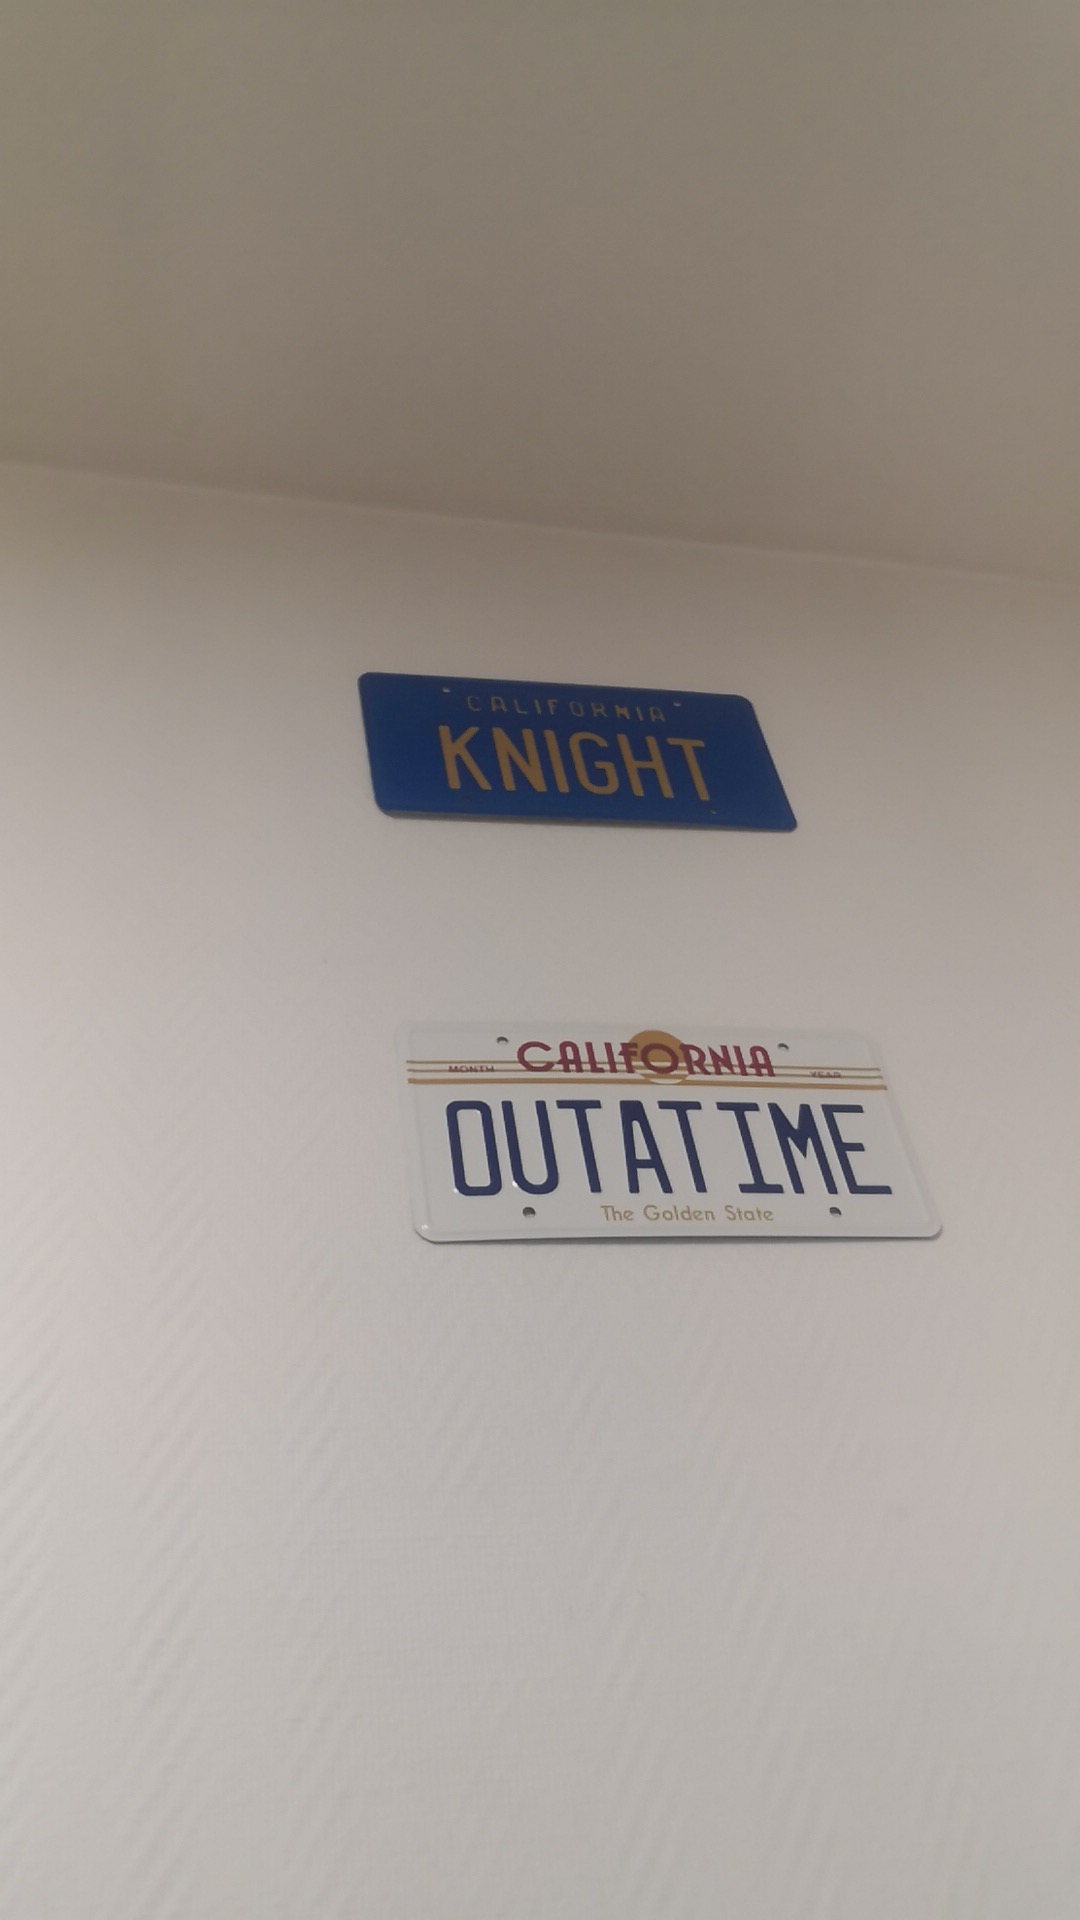 CALIFORNIA
KNIGHT
CALIFORNIA
MONTH YEAR
OUTATIME
The Golden State